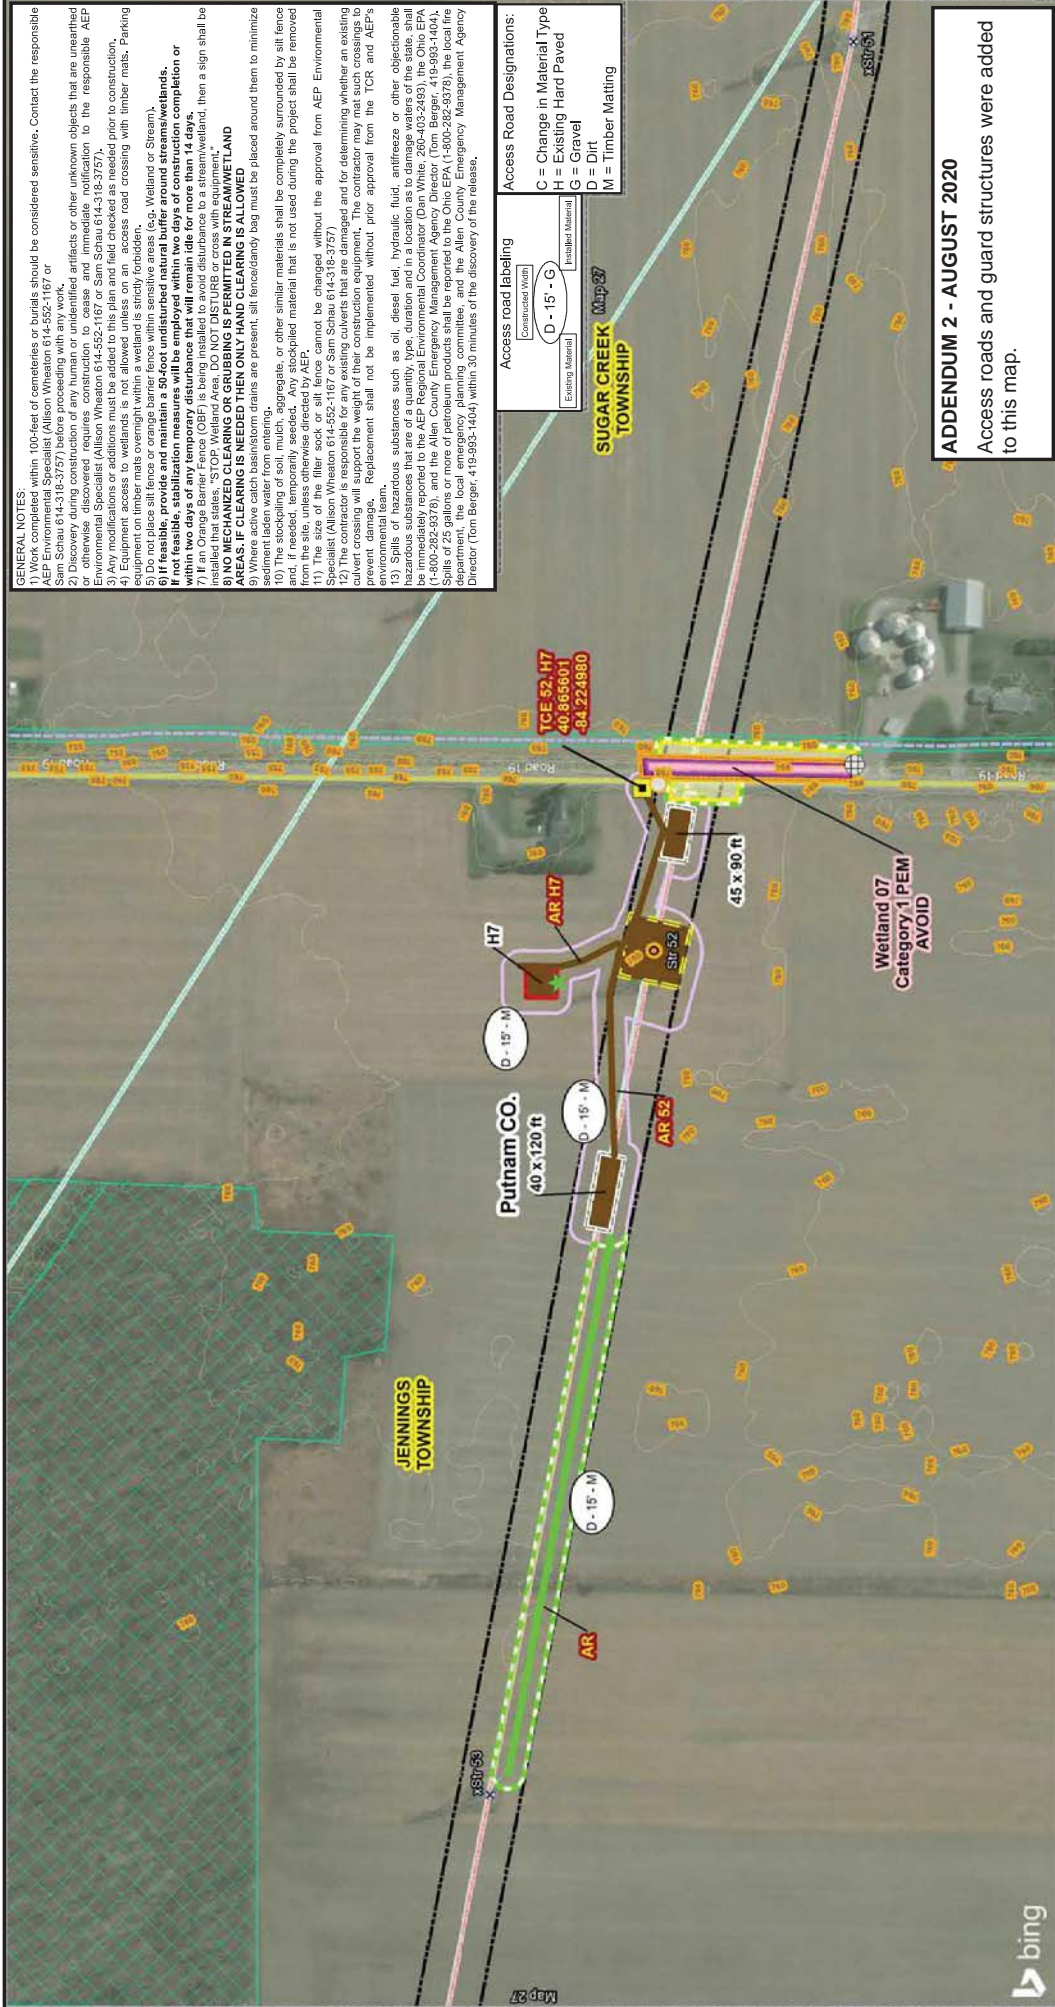 GENERAL NOTES:
1) Work completed within 100-feet of cemeteries or burials should be considered sensitive. Contact the responsible
AEP Environmental Specialist (Allison Wheaton 614-552-1167 or
Sam Schau 614-318-3757) before proceeding with any work.
2) Discovery during construction of any human or unidentified artifacts or other unknown objects that are unearthed
or otherwise discovered requires construction to cease and immediate notification to the responsible AEP
Environmental Specialist (Allison Wheaton 614-552-1167 or Sam Schau 614-318-3757).
3) Any modifications or additions must be added to this plan and field checked as needed prior to construction.
4) Equipment access to wetlands is not allowed unless on an access road crossing with timber mats. Parking
equipment on timber mats overnight within a wetland is strictly forbidden.
5) Do not place silt fence or orange barrier fence within sensitive areas (e.g. Wetland or Stream).
6) If feasible, provide and maintain a 50-foot undisturbed natural buffer around streams/wetlands.
If not feasible, stabilization measures will be employed within two days of construction completion or
within two days of any temporary disturbance that will remain idle for more than 14 days.
7) If an Orange Barrier Fence (OBF) is being installed to avoid disturbance to a stream/wetland, then a sign shall be
installed that states, "STOP, Wetland Area, DO NOT DISTURB or cross with equipment."
8) NO MECHANIZED CLEARING OR GRUBBING IS PERMITTED IN STREAM/WETLAND
AREAS. IF CLEARING IS NEEDED THEN ONLY HAND CLEARING IS ALLOWED
9) Where active catch basin/storm drains are present, silt fence/dandy bag must be placed around them to minimize
sediment laden water from entering.
10) The stockpiling of soil, mulch, aggregate, or other similar materials shall be completely surrounded by silt fence
and, if needed, temporarily seeded. Any stockpiled material that is not used during the project shall be removed
from the site, unless otherwise directed by AEP.
11) The size of the filter sock or silt fence cannot be changed without the approval from AEP Environmental
Specialist (Allison Wheaton 614-552-1167 or Sam Schau 614-318-3757)
12) The contractor is responsible for any existing culverts that are damaged and for determining whether an existing
culvert crossing will support the weight of their construction equipment. The contractor may mat such crossings to
prevent damage. Replacement shall not be implemented without prior approval from the TCR and AEP's
environmental team.
13) Spills of hazardous substances such as oil, diesel fuel, hydraulic fluid, antifreeze or other objectionable
hazardous substances that are of a quantity, type, duration and in a location as to damage waters of the state, shall
be immediately reported to the AEP Regional Environmental Coordinator (Dan White, 260-403-2493), the Ohio EPA
(1-800-282-9378), and the Allen County Emergency Management Agency Director (Tom Berger, 419-993-1404).
Spills of 25 gallons or more of petroleum products shall be reported to the Ohio EPA (1-800-282-9378), the local fire
department, the local emergency planning committee, and the Allen County Emergency Management Agency
Director (Tom Berger, 419-993-1404) within 30 minutes of the discovery of the release.
Access road labeling
Constructed Width
D - 15' - G
Existing Material
Installed Material
Access Road Designations:
C = Change in Material Type
H = Existing Hard Paved
G = Gravel
D = Dirt
M = Timber Matting
SUGAR CREEK
TOWNSHIP
Map 27
xStr 51
TCE 52, H7
40.865601
-84.224980
Road 19
Road 19
Road 19
H7
AR H7
D - 15' - M
Str 52
45 x 90 ft
Wetland 07
Category 1 PEM
AVOID
Putnam CO.
40 x 120 ft
D - 15' - M
AR 52
JENNINGS
TOWNSHIP
D - 15' - M
AR
xStr 53
Map 27
bing
ADDENDUM 2 - AUGUST 2020
Access roads and guard structures were added
to this map.